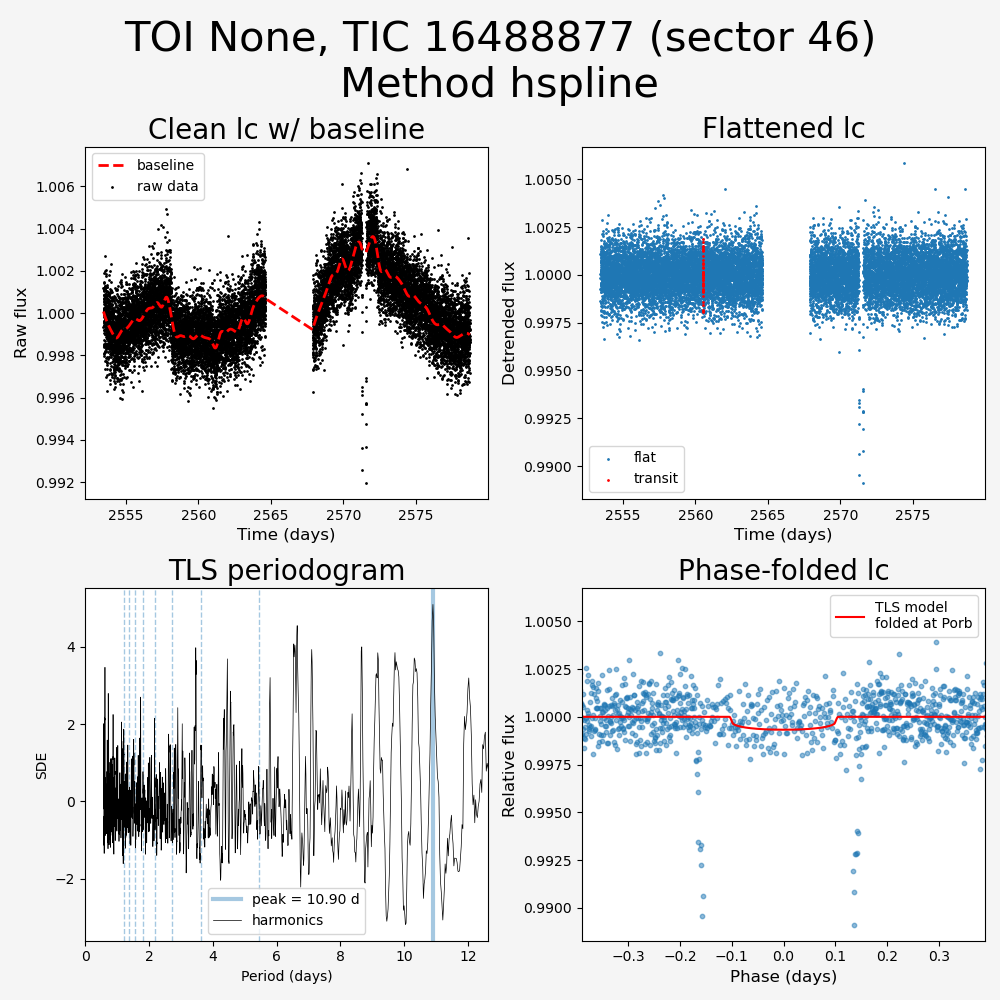 TOI None, TIC 16488877 (sector 46)
Method hspline
Clean lc w/ baseline
baseline
raw data
1.006
1.004
1.002
1.000
0.998
0.996
0.994
0.992
Raw flux
2555
2560
2565
2570
2575
Time (days)
Flattened lc
1.0050
1.0025
1.0000
0.9975
0.9950
0.9925
0.9900
Detrended flux
flat
transit
2555
2560
2565
2570
2575
Time (days)
TLS periodogram
4
2
0
−2
SDE
peak = 10.90 d
harmonics
0
2
4
6
8
10
12
Period (days)
Phase-folded lc
TLS model
folded at Porb
1.0050
1.0025
1.0000
0.9975
0.9950
0.9925
0.9900
Relative flux
−0.3
−0.2
−0.1
0.0
0.1
0.2
0.3
Phase (days)